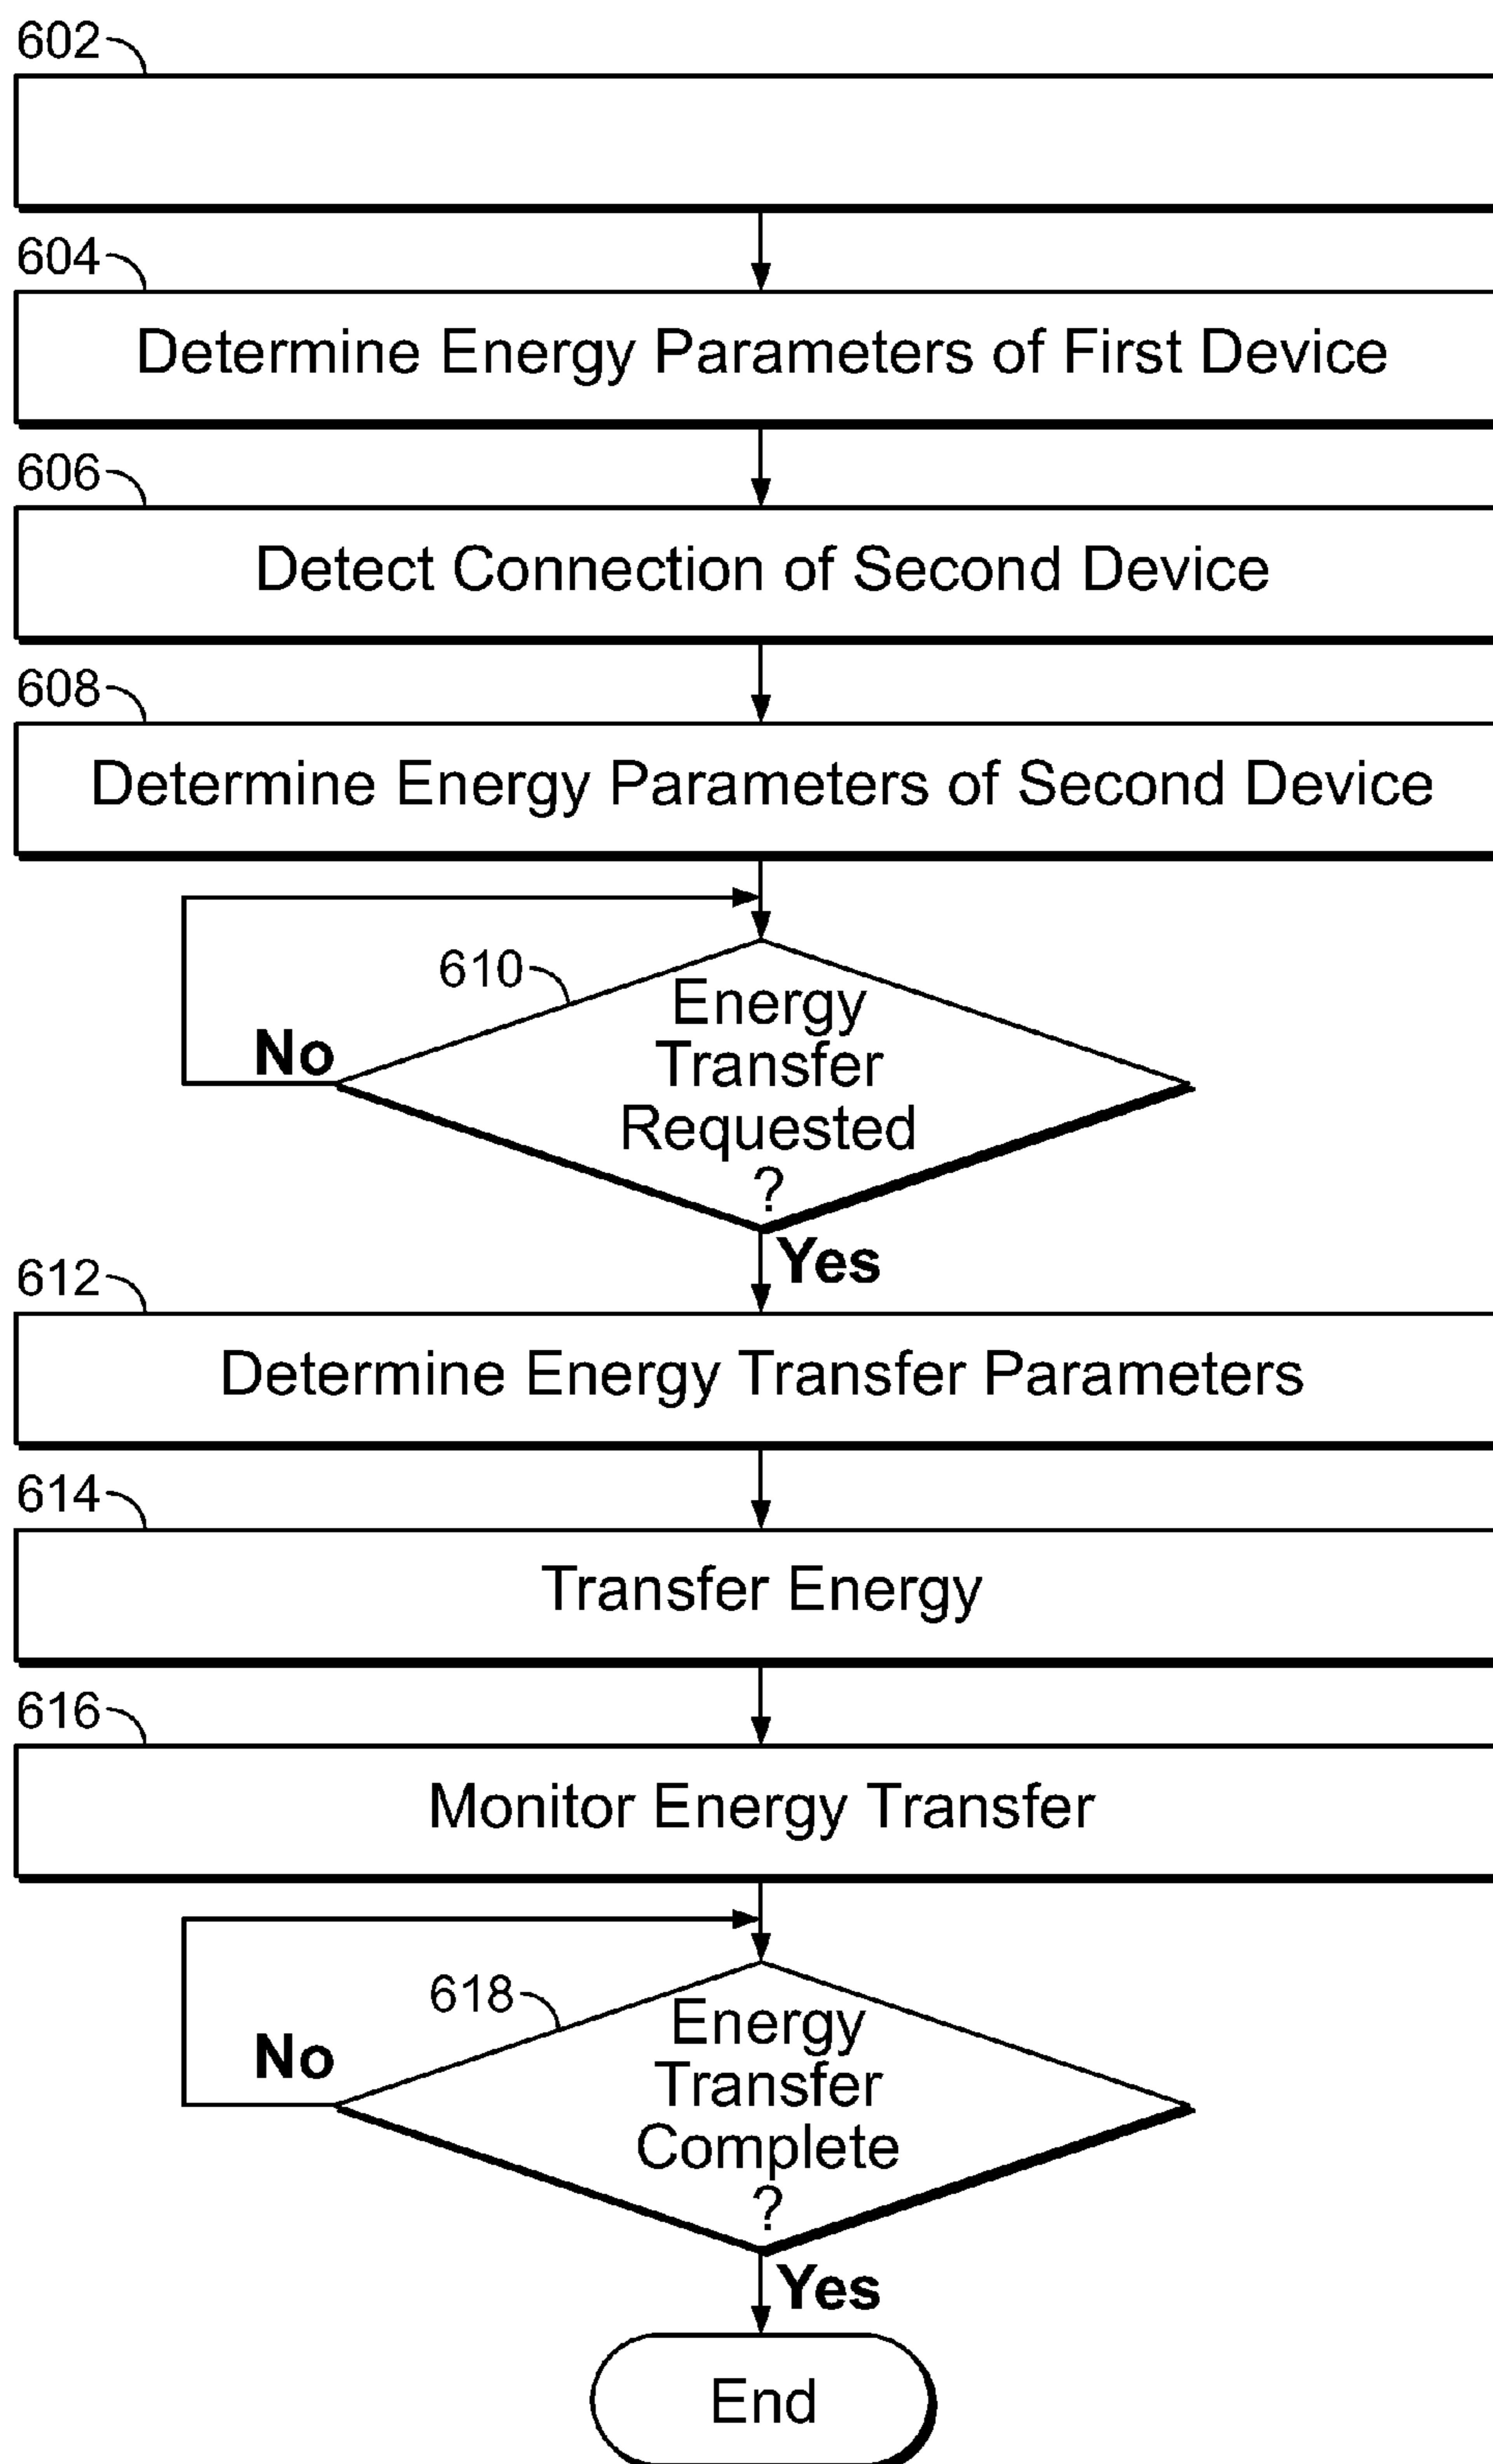 602
604
Determine Energy Parameters of First Device
606
Detect Connection of Second Device
608
Determine Energy Parameters of Second Device
610
Energy
Transfer
Requested
?
No
Yes
612
Determine Energy Transfer Parameters
614
Transfer Energy
616
Monitor Energy Transfer
618
Energy
Transfer
Complete
?
No
Yes
End